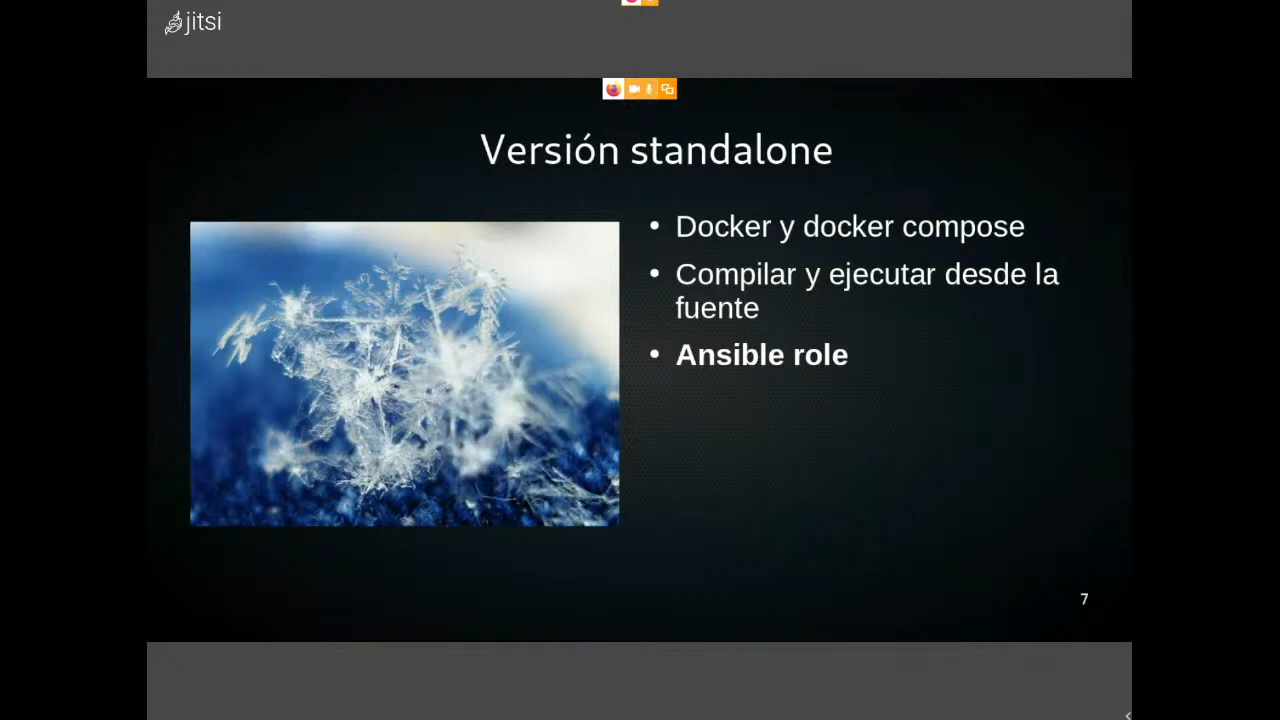 jitsi
Versión standalone
• Docker y docker compose
• Compilar y ejecutar desde la
fuente
• Ansible role
7